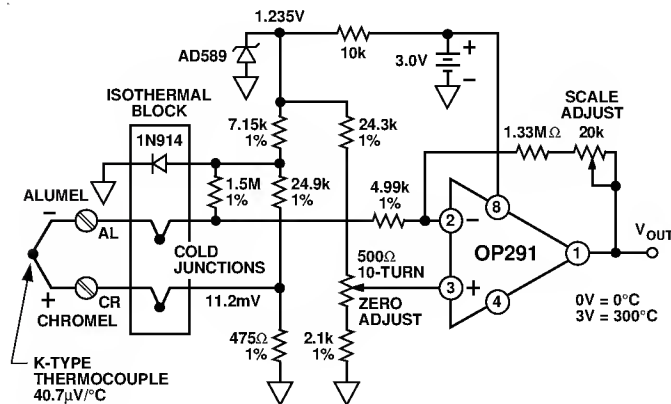 1.235V
AD589
10k
3.0V
+
−
ISOTHERMAL
BLOCK
1N914
7.15k
1%
24.3k
1%
SCALE
ADJUST
1.33MΩ
20k
1.5M
1%
24.9k
1%
4.99k
1%
ALUMEL
−
AL
COLD
JUNCTIONS
CR
+
CHROMEL
11.2mV
500Ω
10-TURN
ZERO
ADJUST
2
−
3
+
8
OP291
4
1
VOUT
0V = 0°C
3V = 300°C
475Ω
1%
2.1k
1%
K-TYPE
THERMOCOUPLE
40.7µV/°C